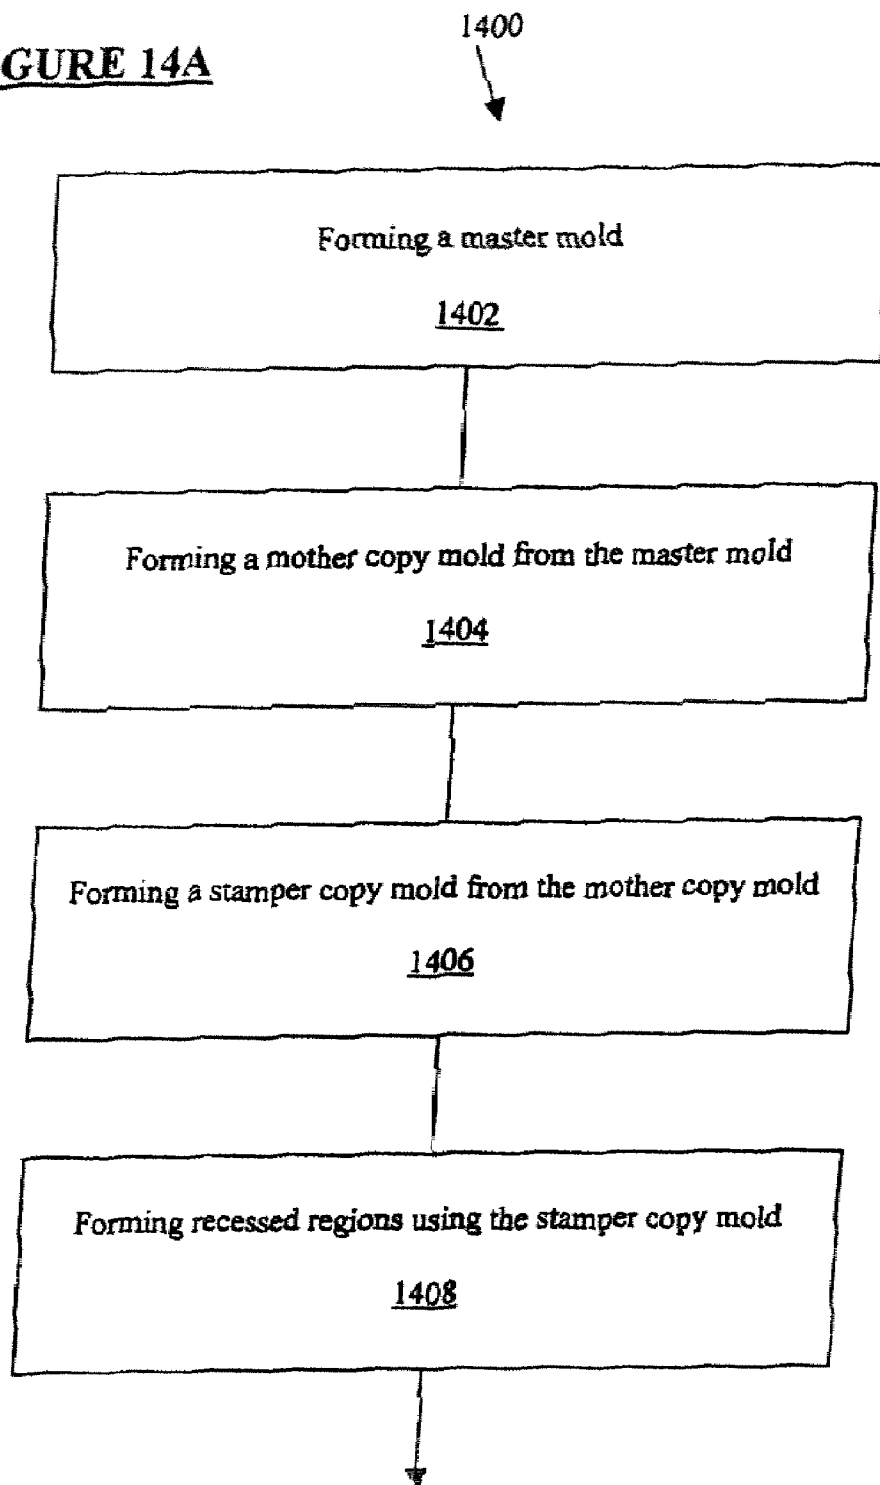 1400
GURE 14A
Forming a master mold
1402
Forming a mother copy mold from the master mold
1404
Forming a stamper copy mold from the mother copy mold
1406
Forming recessed regions using the stamper copy mold
1408